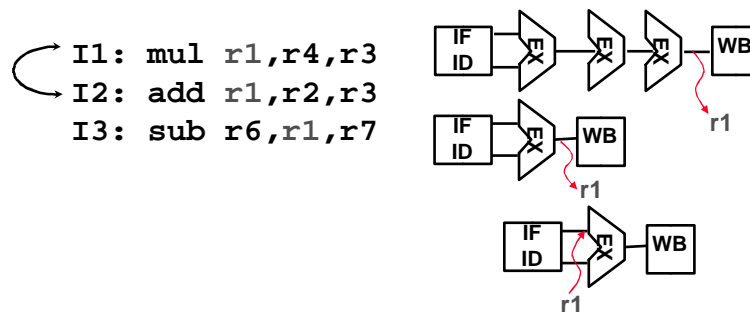 I1: mul r1,r4,r3
I2: add r1,r2,r3
I3: sub r6,r1,r7
IF
ID
EX
EX
EX
WB
r1
IF
ID
EX
WB
r1
IF
ID
EX
WB
r1